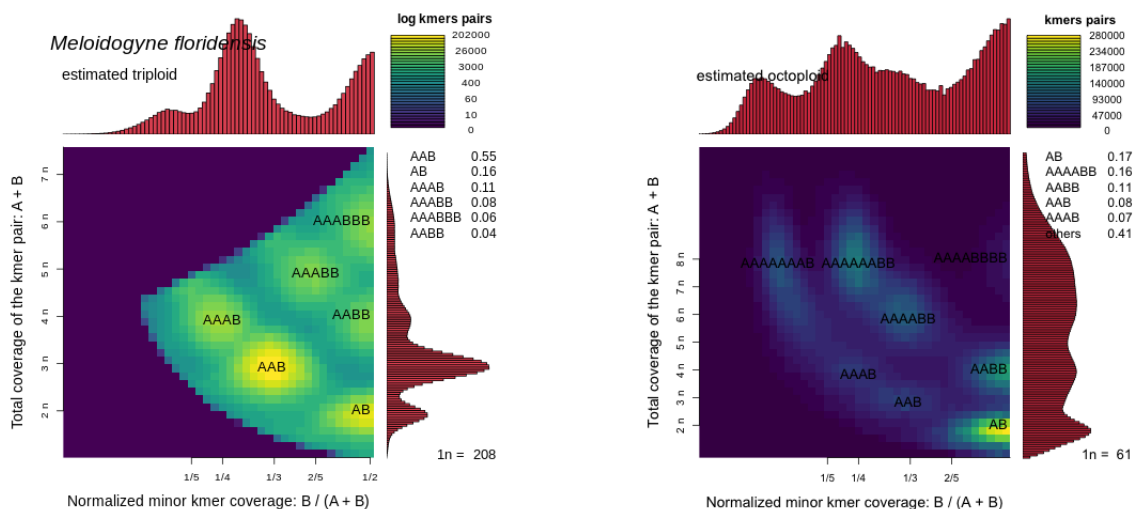 Meloidogyne floridensis
estimated triploid
log kmers pairs
202000
26000
3000
400
60
10
0
Total coverage of the kmer pair: A + B
7 n
6 n
5 n
4 n
3 n
2 n
AAABBB
AAABB
AAAB
AABB
AAB
AB
AAB 0.55
AB 0.16
AAAB 0.11
AAABB 0.08
AAABBB 0.06
AABB 0.04
1n = 208
1/5 1/4 1/3 2/5 1/2
Normalized minor kmer coverage: B / (A + B)
estimated octoploid
kmers pairs
280000
234000
187000
140000
93000
47000
0
Total coverage of the kmer pair: A + B
8 n
7 n
6 n
5 n
4 n
3 n
2 n
AAAABBBB
AAAAAAAB AAAAAABB
AAAABB
AABB
AAAB
AAB
AB
AB 0.17
AAAABB 0.16
AABB 0.11
AAB 0.08
AAAB 0.07
others 0.41
1n = 61
1/5 1/4 1/3 2/5
Normalized minor kmer coverage: B / (A + B)